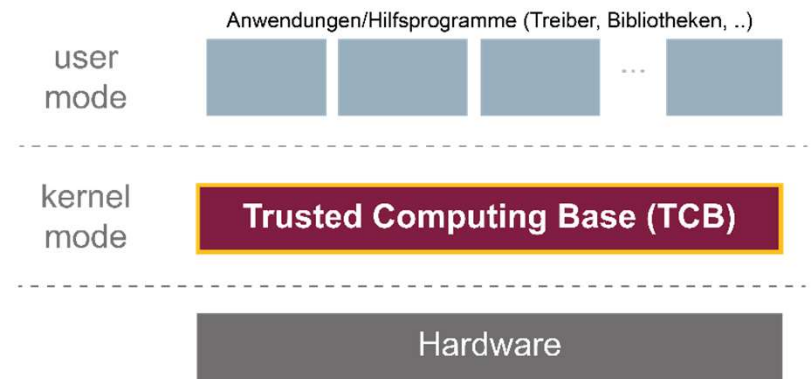 Anwendungen/Hilfsprogramme (Treiber, Bibliotheken, ..)
user
mode
...
kernel
mode
Trusted Computing Base (TCB)
Hardware